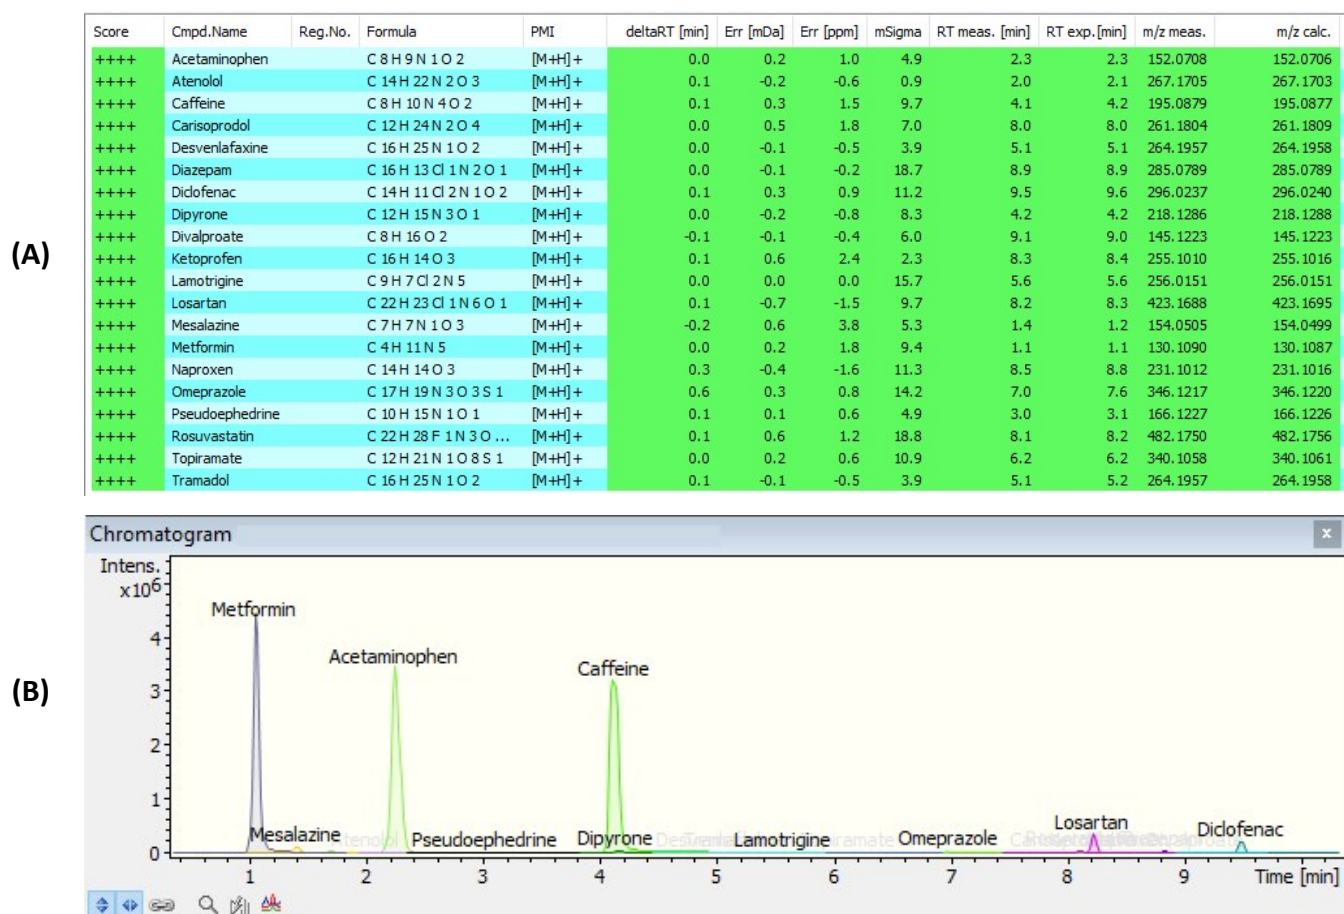 Score Cmpd.Name Reg.No. Formula PMI deltaRT [min] Err [mDa] Err [ppm] mSigma RT meas. [min] RT exp.[min] m/z meas. m/z calc.
++++ Acetaminophen C 8 H 9 N 1 O 2 [M+H]+ 0.0 0.2 1.0 4.9 2.3 2.3 152.0708 152.0706
++++ Atenolol C 14 H 22 N 2 O 3 [M+H]+ 0.1 -0.2 -0.6 0.9 2.0 2.1 267.1705 267.1703
++++ Caffeine C 8 H 10 N 4 O 2 [M+H]+ 0.1 0.3 1.5 9.7 4.1 4.2 195.0879 195.0877
++++ Carisoprodol C 12 H 24 N 2 O 4 [M+H]+ 0.0 0.5 1.8 7.0 8.0 8.0 261.1804 261.1809
++++ Desvenlafaxine C 16 H 25 N 1 O 2 [M+H]+ 0.0 -0.1 -0.5 3.9 5.1 5.1 264.1957 264.1958
++++ Diazepam C 16 H 13 Cl 1 N 2 O 1 [M+H]+ 0.0 -0.1 -0.2 18.7 8.9 8.9 285.0789 285.0789
++++ Diclofenac C 14 H 11 Cl 2 N 1 O 2 [M+H]+ 0.1 0.3 0.9 11.2 9.5 9.6 296.0237 296.0240
++++ Dipyrone C 12 H 15 N 3 O 1 [M+H]+ 0.0 -0.2 -0.8 8.3 4.2 4.2 218.1286 218.1288
(A)
++++ Divalproate C 8 H 16 O 2 [M+H]+ -0.1 -0.1 -0.4 6.0 9.1 9.0 145.1223 145.1223
++++ Ketoprofen C 16 H 14 O 3 [M+H]+ 0.1 0.6 2.4 2.3 8.3 8.4 255.1010 255.1016
++++ Lamotrigine C 9 H 7 Cl 2 N 5 [M+H]+ 0.0 0.0 0.0 15.7 5.6 5.6 256.0151 256.0151
++++ Losartan C 22 H 23 Cl 1 N 6 O 1 [M+H]+ 0.1 -0.7 -1.5 9.7 8.2 8.3 423.1688 423.1695
++++ Mesalazine C 7 H 7 N 1 O 3 [M+H]+ -0.2 0.6 3.8 5.3 1.4 1.2 154.0505 154.0499
++++ Metformin C 4 H 11 N 5 [M+H]+ 0.0 0.2 1.8 9.4 1.1 1.1 130.1090 130.1087
++++ Naproxen C 14 H 14 O 3 [M+H]+ 0.3 -0.4 -1.6 11.3 8.5 8.8 231.1012 231.1016
++++ Omeprazole C 17 H 19 N 3 O 3 S 1 [M+H]+ 0.6 0.3 0.8 14.2 7.0 7.6 346.1217 346.1220
++++ Pseudoephedrine C 10 H 15 N 1 O 1 [M+H]+ 0.1 0.1 0.6 4.9 3.0 3.1 166.1227 166.1226
++++ Rosuvastatin C 22 H 28 F 1 N 3 O ... [M+H]+ 0.1 0.6 1.2 18.8 8.1 8.2 482.1750 482.1756
++++ Topiramate C 12 H 21 N 1 O 8 S 1 [M+H]+ 0.0 0.2 0.6 10.9 6.2 6.2 340.1058 340.1061
++++ Tramadol C 16 H 25 N 1 O 2 [M+H]+ 0.1 -0.1 -0.5 3.9 5.1 5.2 264.1957 264.1958
Chromatogram x
Intens.
x10⁶
Metformin
4
Acetaminophen
Caffeine
(B)
3
2
1
Losartan
Diclofenac
Mesalazine Atenolol Pseudoephedrine Dipyrone Lamotrigine Omeprazole
0
1 2 3 4 5 6 7 8 9 Time [min]